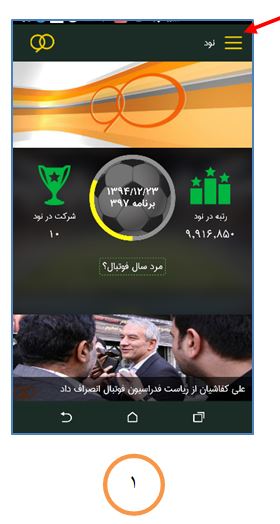 نود
90
۱۳۹۴/۱۲/۲۳
برنامه ۳۹۷
رتبه در نود
۹,۹۱۶,۸۵۰
شرکت در نود
۱۰
مرد سال فوتبال؟
علی کفاشیان از ریاست فدراسیون فوتبال انصراف داد
۱